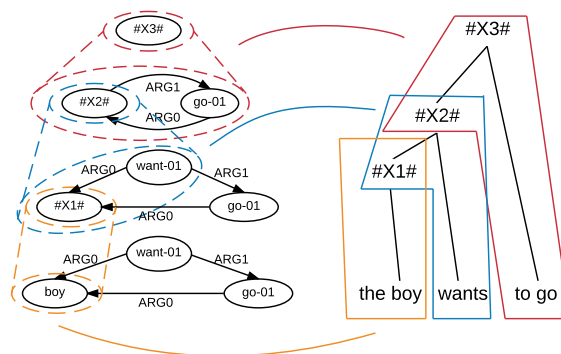 #X3#
ARG1
#X2#
go-01
ARG0
want-01
ARG0
ARG1
#X1#
go-01
ARG0
want-01
ARG0
ARG1
boy
go-01
ARG0
#X3#
#X2#
#X1#
the boy wants to go